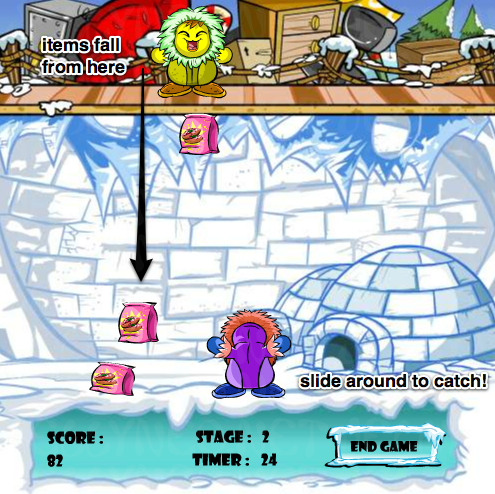 items fall
from here
slide around to catch!
SCORE : STAGE : 2
82 TIMER : 24
END GAME